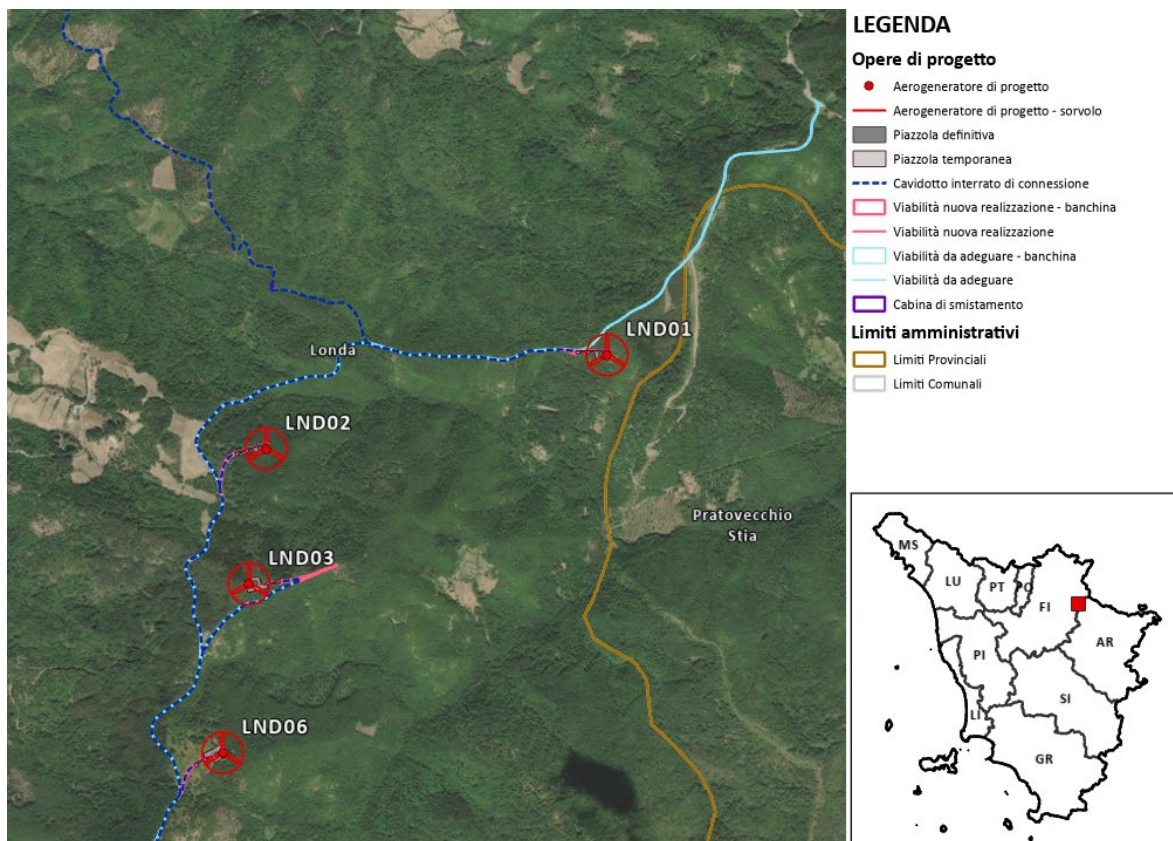 LND01
Londa
LND02
Pratovecchio
Stia
LND03
LND06
LEGENDA
Opere di progetto
Aerogeneratore di progetto
Aerogeneratore di progetto - sorvolo
Piazzola definitiva
Piazzola temporanea
Cavidotto interrato di connessione
Viabilità nuova realizzazione - banchina
Viabilità nuova realizzazione
Viabilità da adeguare - banchina
Viabilità da adeguare
Cabina di smistamento
Limiti amministrativi
Limiti Provinciali
Limiti Comunali
MS
LU
PT
PO
FI
AR
PI
SI
LI
GR